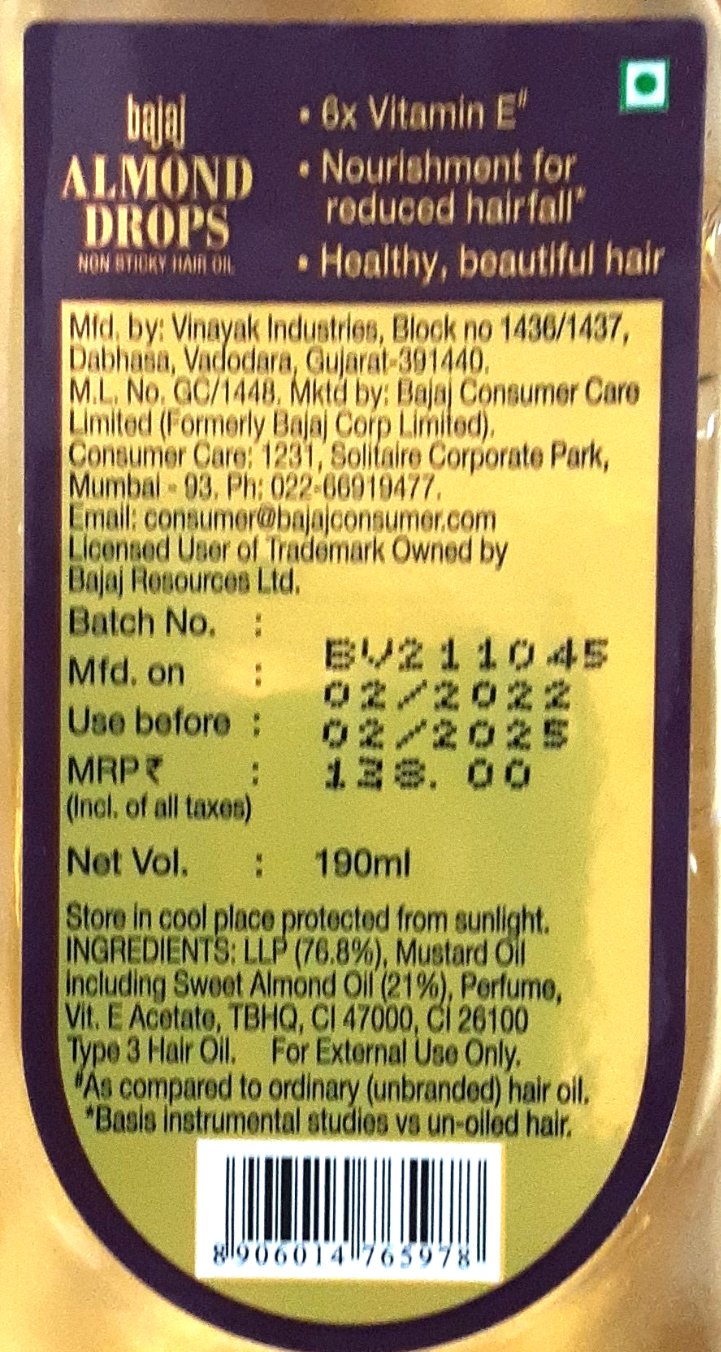 bajaj
ALMOND
DROPS
NON STICKY HAIR OIL
• 6x Vitamin E#
• Nourishment for
reduced hairfall*
• Healthy, beautiful hair
Mfd. by: Vinayak Industries, Block no 1436/1437,
Dabhasa, Vadodara, Gujarat-391440.
M.L. No. GC/1448. Mktd by: Bajaj Consumer Care
Limited (Formerly Bajaj Corp Limited).
Consumer Care: 1231, Solitaire Corporate Park,
Mumbai - 93. Ph: 022-66919477.
Email: consumer@bajajconsumer.com
Licensed User of Trademark Owned by
Bajaj Resources Ltd.
Batch No. : BV211045
Mfd. on : 02/2022
Use before : 02/2025
MRP ₹ : 138.00
(Incl. of all taxes)
Net Vol. : 190ml
Store in cool place protected from sunlight.
INGREDIENTS: LLP (76.8%), Mustard Oil
including Sweet Almond Oil (21%), Perfume,
Vit. E Acetate, TBHQ, CI 47000, CI 26100
Type 3 Hair Oil. For External Use Only.
#As compared to ordinary (unbranded) hair oil.
*Basis instrumental studies vs un-oiled hair.
8906014765978